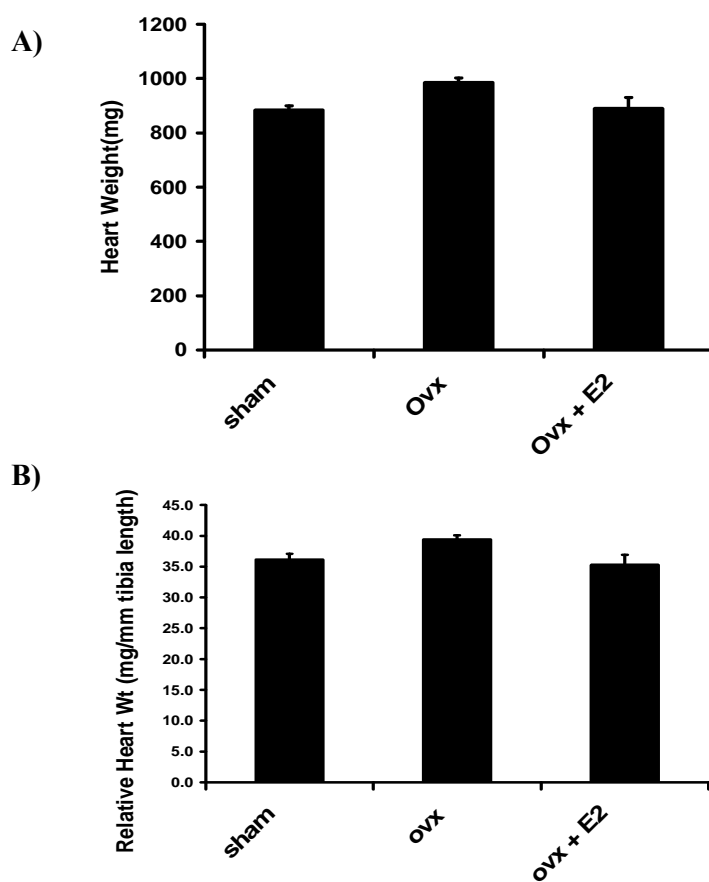 A)
Heart Weight(mg)
1200
1000
800
600
400
200
0
sham
Ovx
Ovx + E2
B)
Relative Heart Wt (mg/mm tibia length)
45.0
40.0
35.0
30.0
25.0
20.0
15.0
10.0
5.0
0.0
sham
ovx
ovx + E2